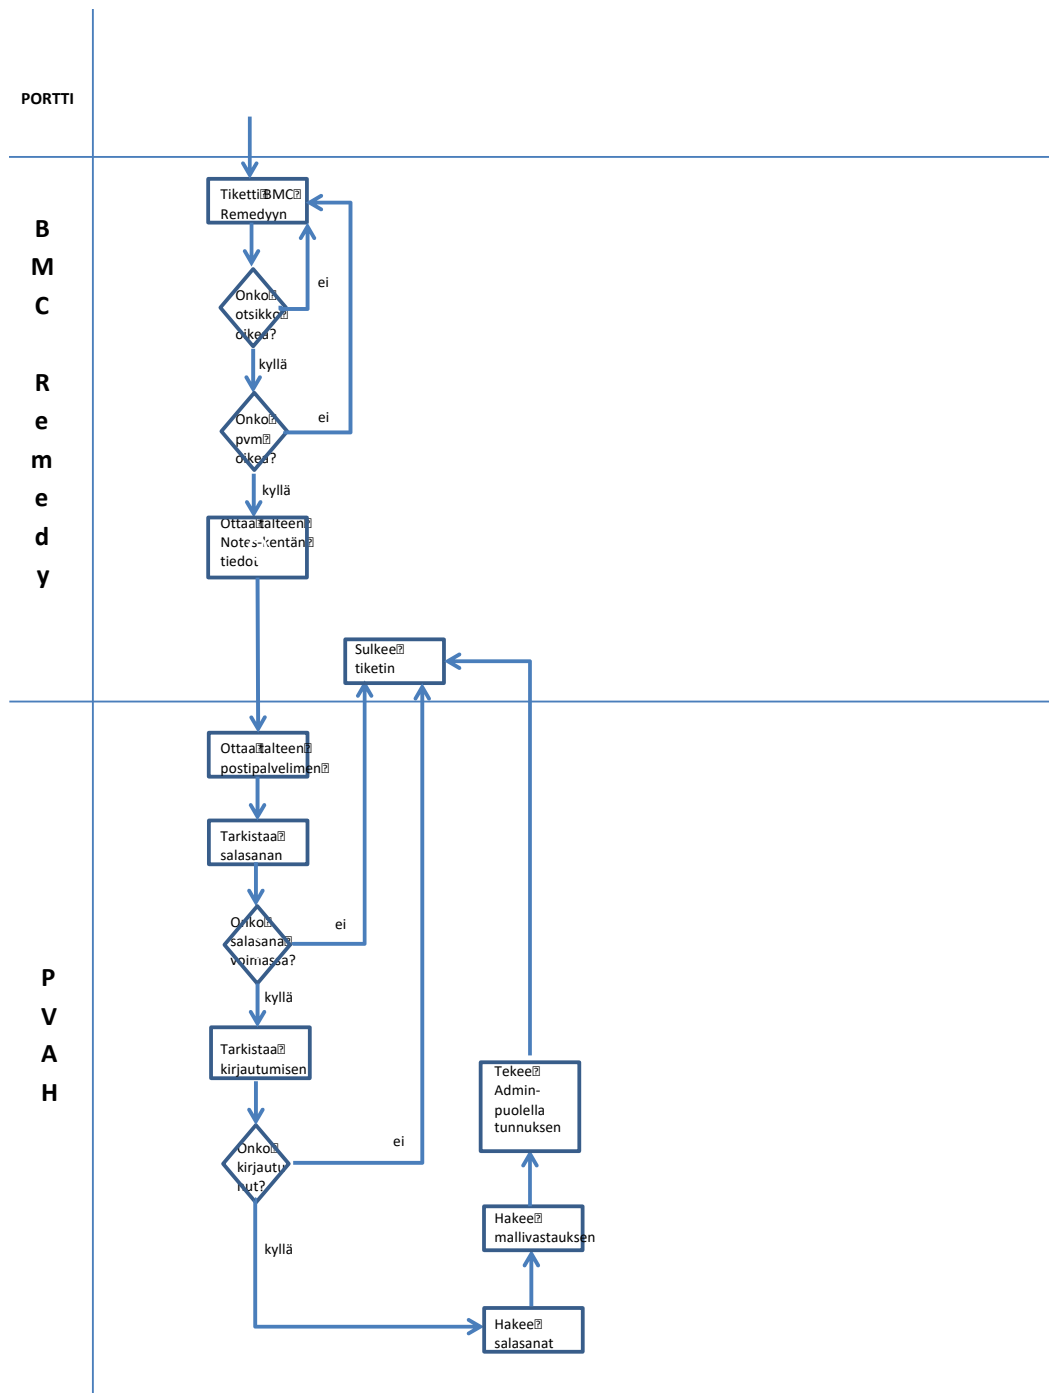 PORTTI
Tiketti BMC
Remedyyn
B
M
C
R
e
m
e
d
y
ei
Onko
otsikko
oikea?
kyllä
Onko
pvm
oikea?
ei
kyllä
Ottaa talteen
Notes-kentän
tiedot
Sulkee
tiketin
Ottaa talteen
postipalvelimen
Tarkistaa
salasanan
Onko
salasana
voimassa?
ei
kyllä
P
V
A
H
Tarkistaa
kirjautumisen
Tekee
Admin-
puolella
tunnuksen
Onko
kirjautu
nut?
ei
kyllä
Hakee
mallivastauksen
Hakee
salasanat